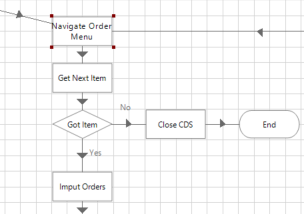 Navigate Order
Menu
Get Next Item
Got Item
No
Close CDS
End
Yes
Imput Orders